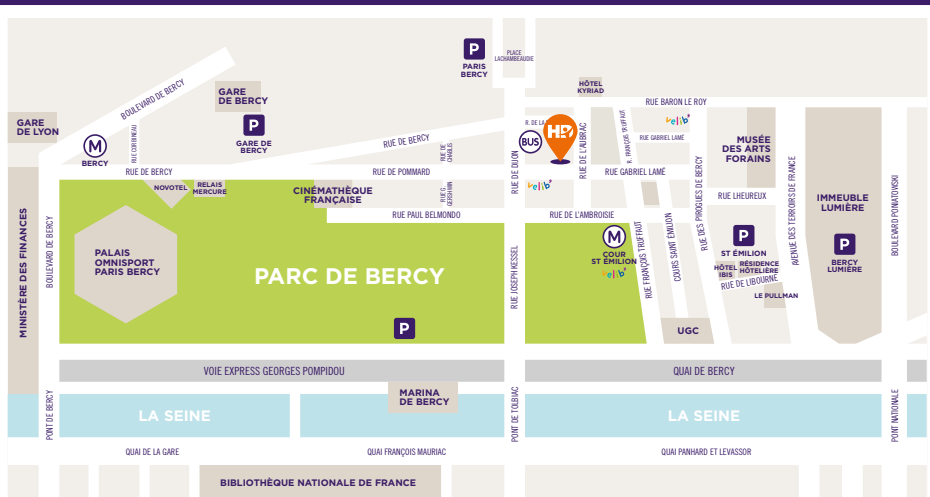 PLACE
LACHAMBEAUDIE
P
PARIS
BERCY
BOULEVARD DE BERCY
GARE
DE BERCY
HÔTEL
KYRIAD
RUE BARON LE ROY
GARE
DE LYON
M
BERCY
RUE CORBINEAU
P
GARE DE
BERCY
RUE DE BERCY
RUE DE
CHABLIS
R. DE LA
BUS
HD
RUE DE L'AUBRAC
R. FRANÇOIS TRUFFAUT
velib'
RUE GABRIEL LAMÉ
MUSÉE
DES ARTS
FORAINS
RUE DE BERCY
RUE DE POMMARD
RUE DE DIJON
RUE GABRIEL LAMÉ
NOVOTEL
RELAIS
MERCURE
CINÉMATHÈQUE
FRANÇAISE
RUE G.
GERSHWIN
velib'
RUE DES PIROGUES DE BERCY
RUE LHEUREUX
AVENUE DES TERROIRS DE FRANCE
IMMEUBLE
LUMIÈRE
BOULEVARD PONIATOWSKI
RUE PAUL BELMONDO
RUE DE L'AMBROISIE
MINISTÈRE DES FINANCES
BOULEVARD DE BERCY
PALAIS
OMNISPORT
PARIS BERCY
PARC DE BERCY
RUE JOSEPH KESSEL
M
COUR
ST ÉMILION
velib'
RUE FRANÇOIS TRUFFAUT
COURS SAINT ÉMILION
P
ST ÉMILION
HÔTEL
IBIS
RÉSIDENCE
HÔTELIÈRE
RUE DE LIBOURNE
LE PULLMAN
P
BERCY
LUMIÈRE
P
UGC
VOIE EXPRESS GEORGES POMPIDOU
QUAI DE BERCY
PONT DE BERCY
LA SEINE
MARINA
DE BERCY
PONT DE TOLBIAC
LA SEINE
PONT NATIONALE
QUAI DE LA GARE
QUAI FRANÇOIS MAURIAC
QUAI PANHARD ET LEVASSOR
BIBLIOTHÈQUE NATIONALE DE FRANCE